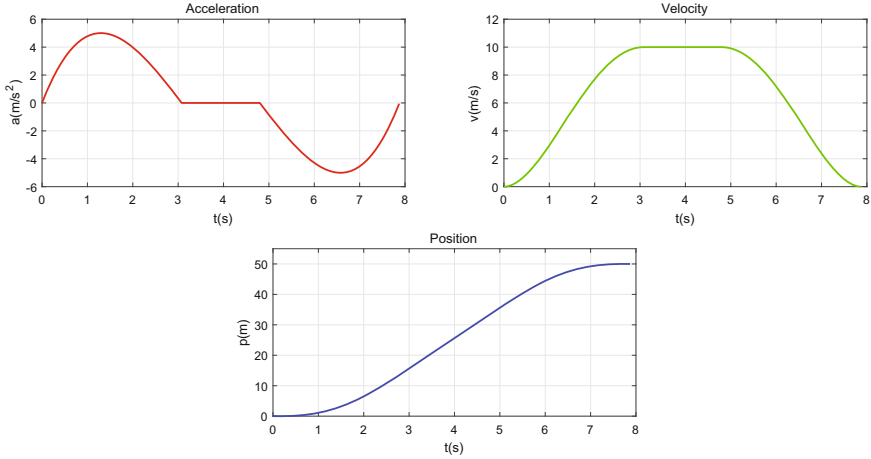 Acceleration
6
4
2
0
-2
-4
-6
a(m/s²)
0 1 2 3 4 5 6 7 8
t(s)
Velocity
12
10
8
6
4
2
0
v(m/s)
0 1 2 3 4 5 6 7 8
t(s)
Position
50
40
30
20
10
0
p(m)
0 1 2 3 4 5 6 7 8
t(s)